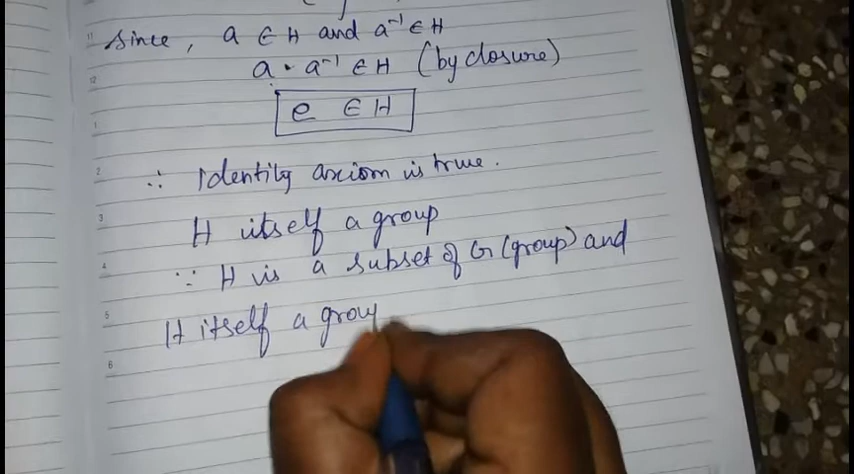 since, a ∈ H and a⁻¹ ∈ H
a · a⁻¹ ∈ H (by closure)
e ∈ H
∴ Identity axiom is true.
H itself a group
∵ H is a subset of G (group) and
H itself a grou